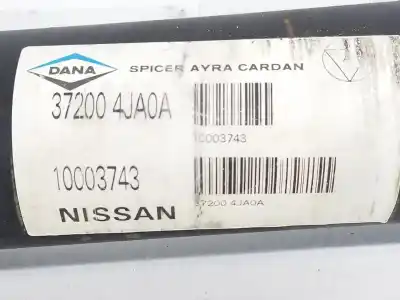 DANA SPICER AYRA CARDAN
37200 4JA0A
10003743
10003743
NISSAN
37200 4JA0A